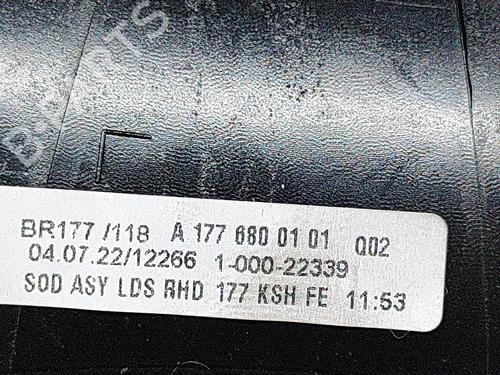 B-PARTS
BR177 /118 A 177 680 01 01 Q02
04.07.22/12266 1-000-22339
SOD ASY LDS RHD 177 KSH FE 11:53